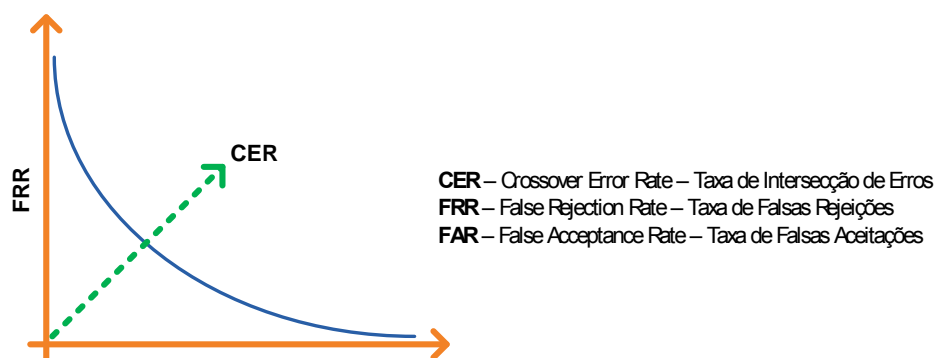 CER
FRR
CER – Crossover Error Rate – Taxa de Intersecção de Erros
FRR – False Rejection Rate – Taxa de Falsas Rejeições
FAR – False Acceptance Rate – Taxa de Falsas Aceitações